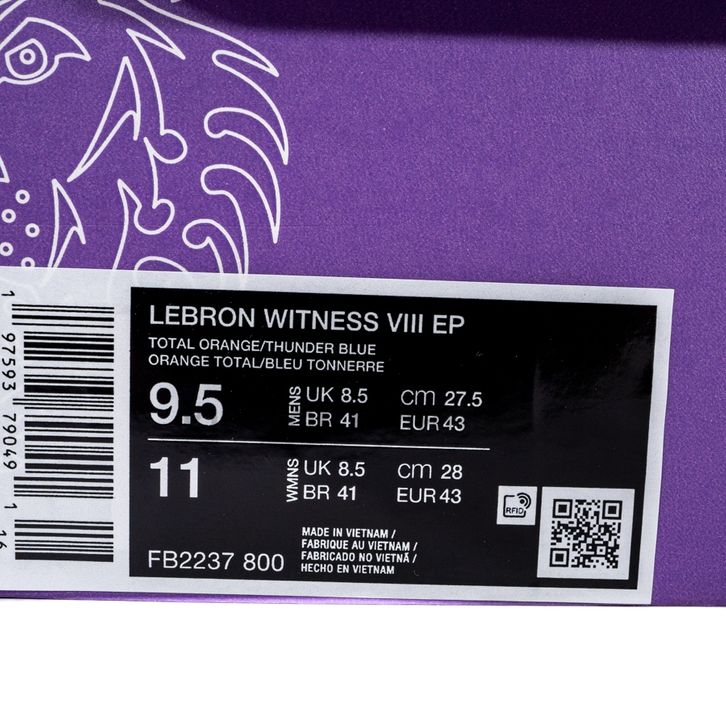 LEBRON WITNESS VIII EP
TOTAL ORANGE/THUNDER BLUE
ORANGE TOTAL/BLEU TONNERRE
9.5 MENS UK 8.5 cm 27.5
BR 41 EUR 43
11 WMNS UK 8.5 cm 28
BR 41 EUR 43
RFID
FB2237 800
MADE IN VIETNAM /
FABRIQUE AU VIETNAM /
FABRICADO NO VIETNÃ /
HECHO EN VIETNAM
1 97593 79049 1 16